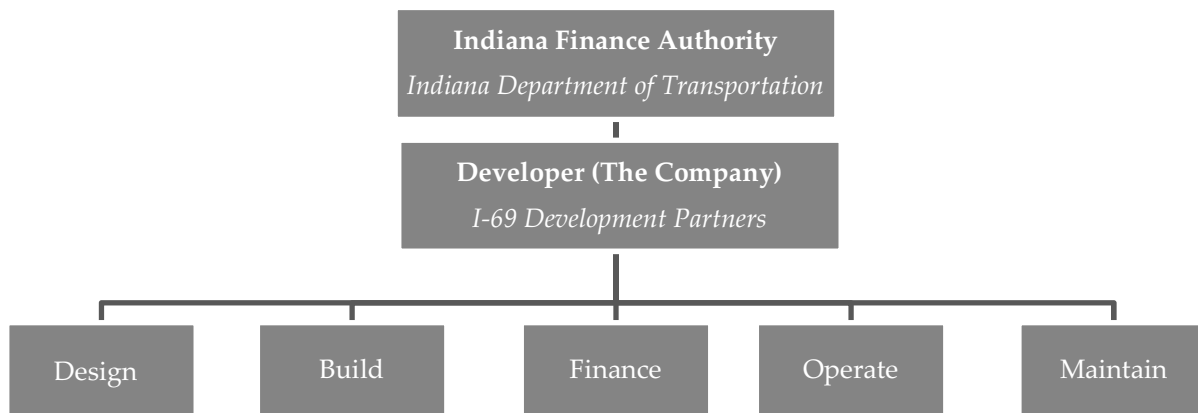 Indiana Finance Authority
Indiana Department of Transportation
Developer (The Company)
I-69 Development Partners
Design
Build
Finance
Operate
Maintain